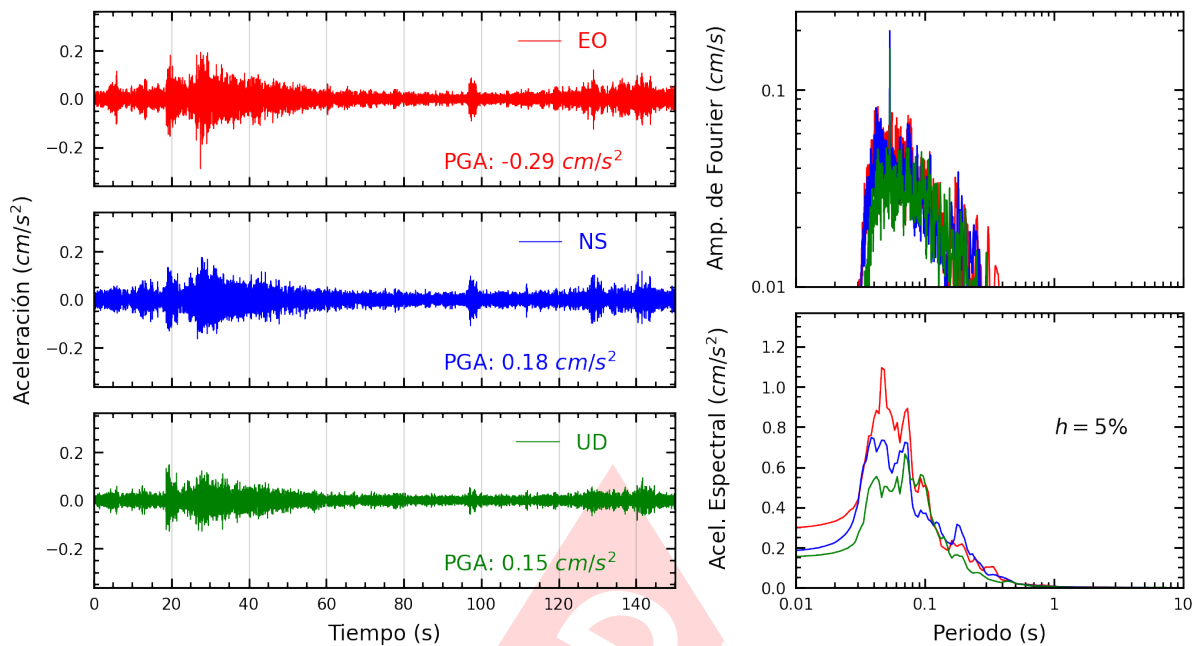 Aceleración (cm/s²)
0.2
0.0
−0.2
EO
PGA: -0.29 cm/s²
0.2
0.0
−0.2
NS
PGA: 0.18 cm/s²
0.2
0.0
−0.2
UD
PGA: 0.15 cm/s²
0 20 40 60 80 100 120 140
Tiempo (s)
Amp. de Fourier (cm/s)
0.1
0.01
Acel. Espectral (cm/s²)
1.2
1.0
0.8
0.6
0.4
0.2
0.0
h = 5%
0.01 0.1 1 10
Periodo (s)